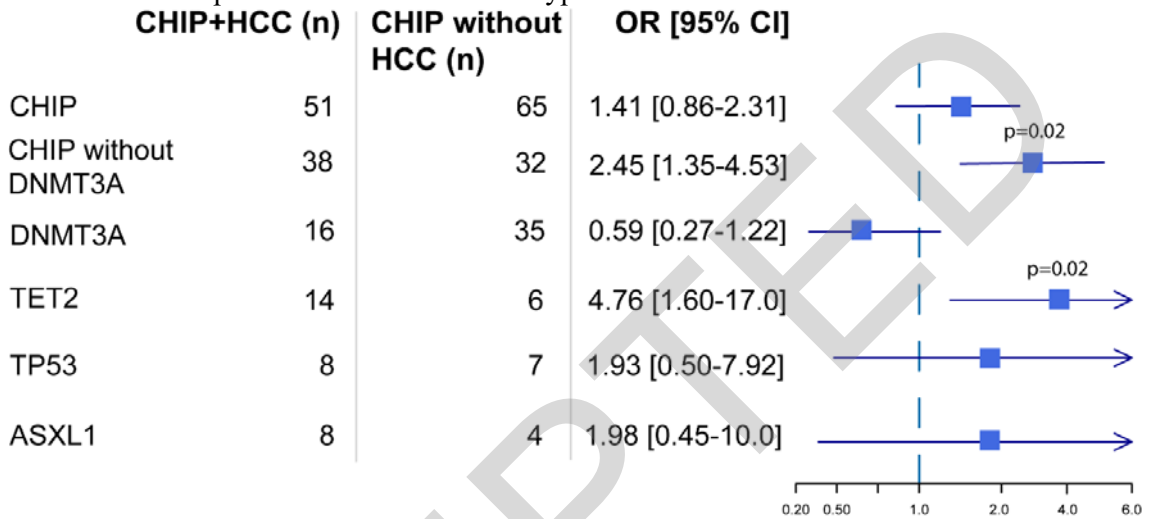 CHIP+HCC (n) CHIP without HCC (n) OR [95% CI]
CHIP 51 65 1.41 [0.86-2.31]
p=0.02
CHIP without DNMT3A 38 32 2.45 [1.35-4.53]
DNMT3A 16 35 0.59 [0.27-1.22]
p=0.02
TET2 14 6 4.76 [1.60-17.0]
TP53 8 7 1.93 [0.50-7.92]
ASXL1 8 4 1.98 [0.45-10.0]
0.20 0.50 1.0 2.0 4.0 6.0
PTED